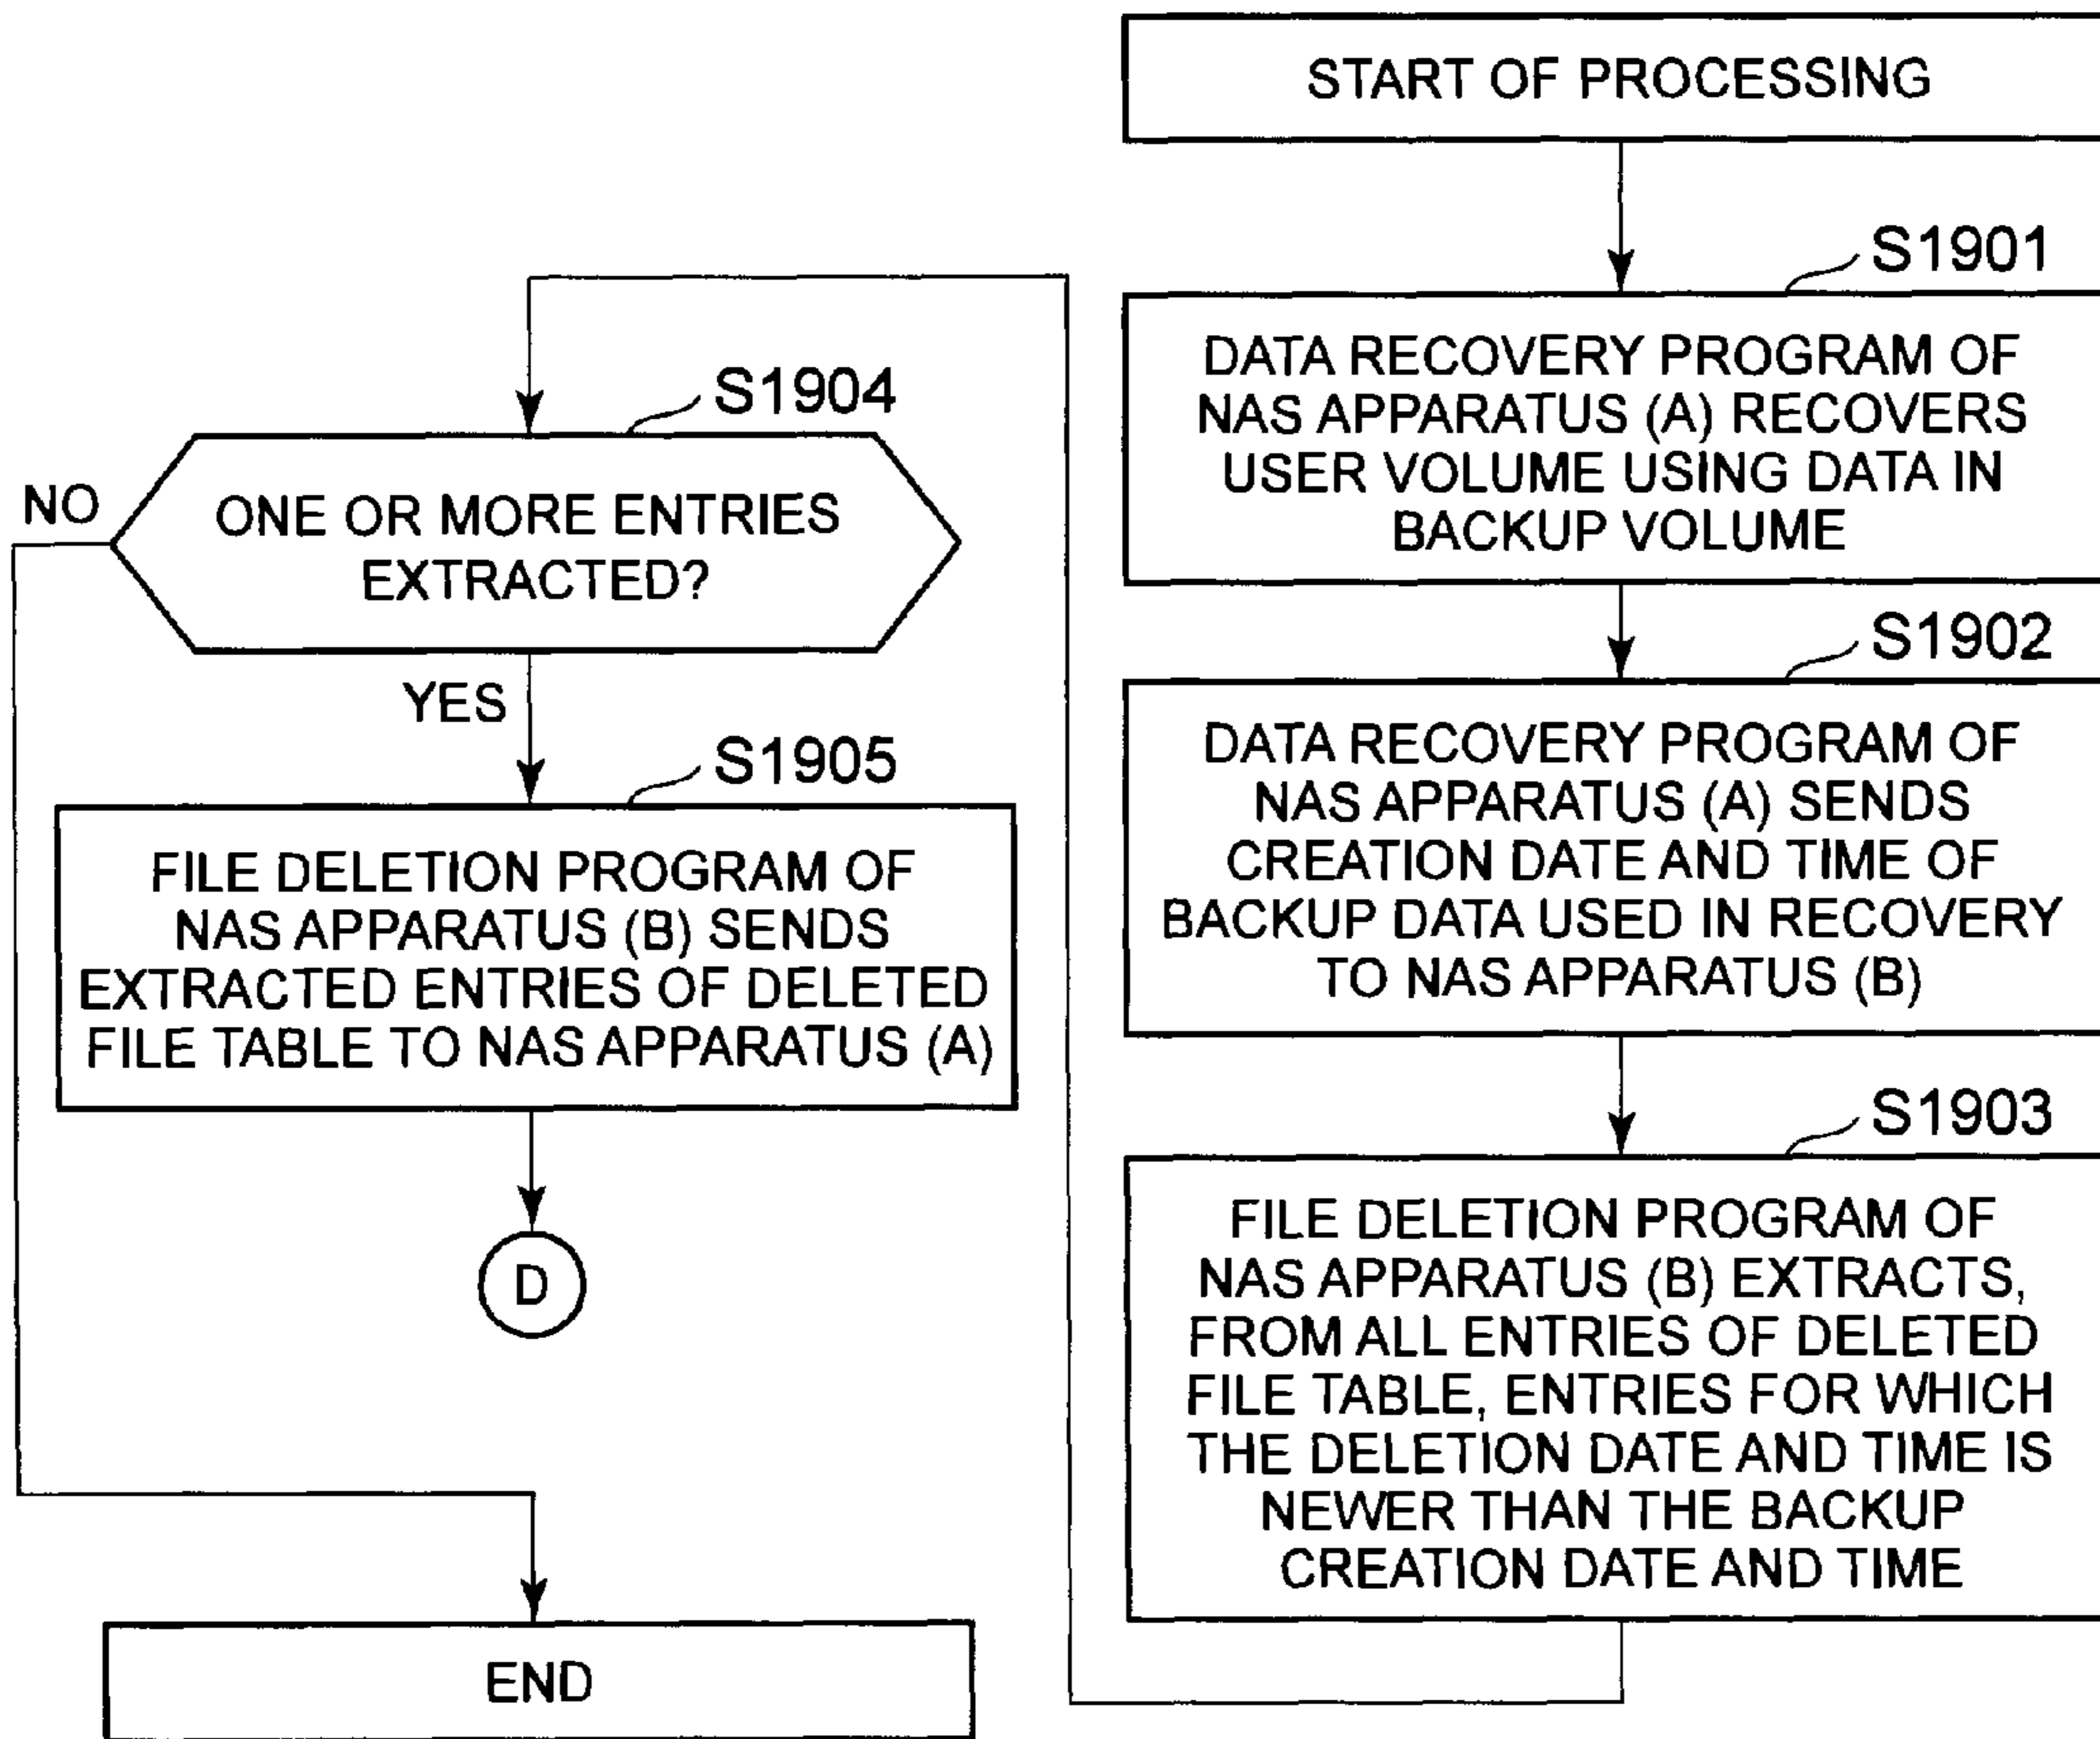 START OF PROCESSING
S1901
DATA RECOVERY PROGRAM OF
NAS APPARATUS (A) RECOVERS
USER VOLUME USING DATA IN
BACKUP VOLUME
S1902
DATA RECOVERY PROGRAM OF
NAS APPARATUS (A) SENDS
CREATION DATE AND TIME OF
BACKUP DATA USED IN RECOVERY
TO NAS APPARATUS (B)
S1903
FILE DELETION PROGRAM OF
NAS APPARATUS (B) EXTRACTS,
FROM ALL ENTRIES OF DELETED
FILE TABLE, ENTRIES FOR WHICH
THE DELETION DATE AND TIME IS
NEWER THAN THE BACKUP
CREATION DATE AND TIME
S1904
NO
ONE OR MORE ENTRIES
EXTRACTED?
YES
S1905
FILE DELETION PROGRAM OF
NAS APPARATUS (B) SENDS
EXTRACTED ENTRIES OF DELETED
FILE TABLE TO NAS APPARATUS (A)
D
END